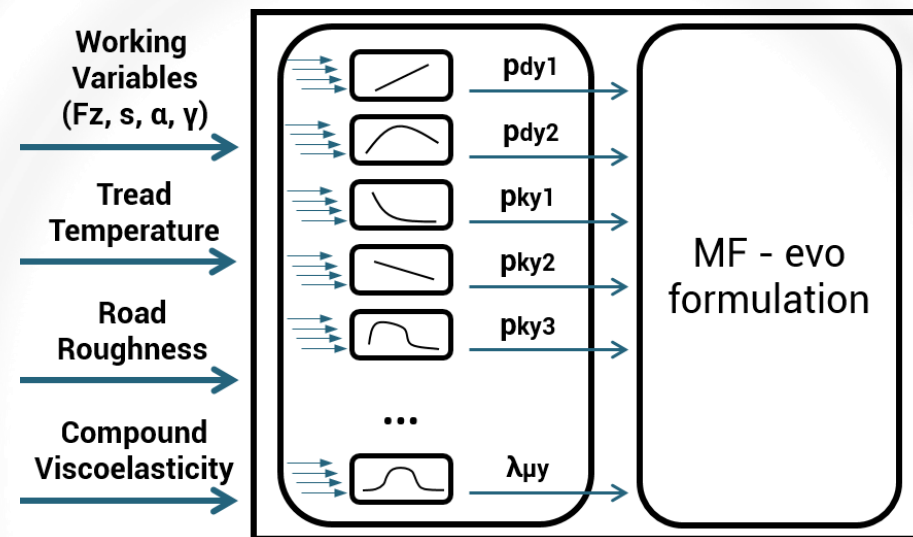 Working
Variables
(Fz, s, α, γ)
Tread
Temperature
Road
Roughness
Compound
Viscoelasticity
pdy1
pdy2
pky1
pky2
pky3
...
λμy
MF - evo
formulation